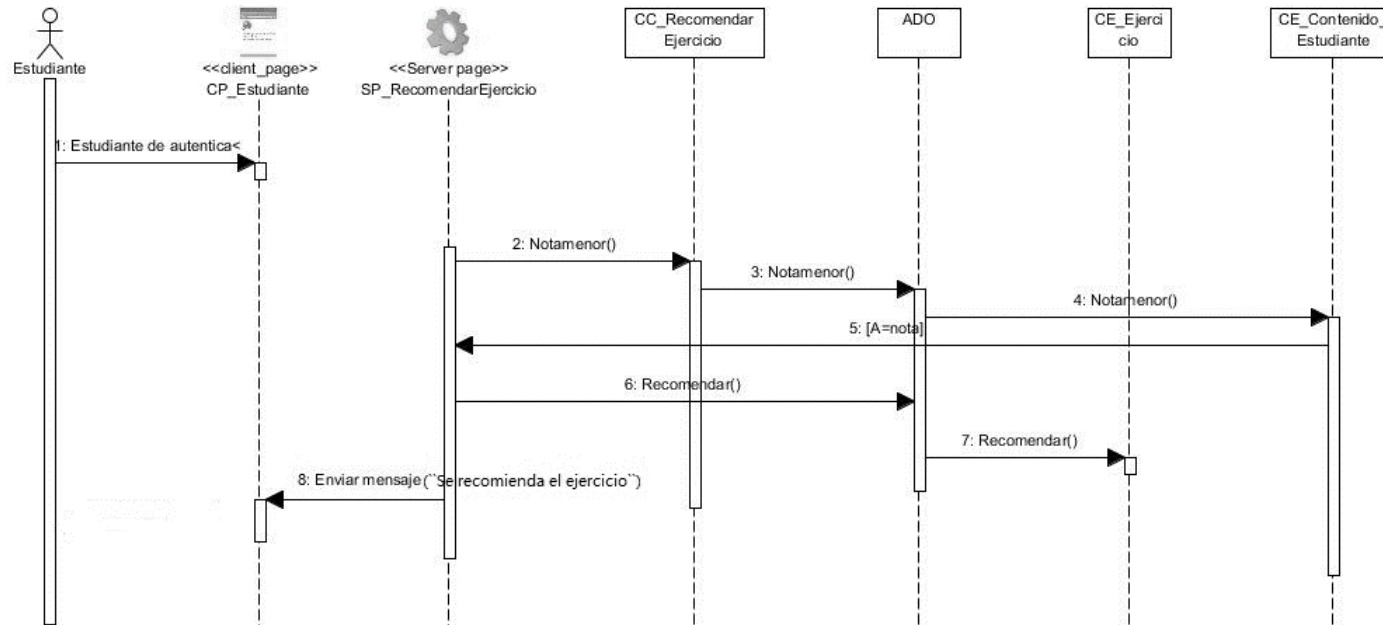 Estudiante
<<client_page>>
CP_Estudiante
<<Server page>>
SP_RecomendarEjercicio
CC_Recomendar
Ejercicio
ADO
CE_Ejerci
cio
CE_Contenido_
Estudiante
1: Estudiante de autentica<
2: Notamenor()
3: Notamenor()
4: Notamenor()
5: [A=nota]
6: Recomendar()
7: Recomendar()
8: Enviar mensaje(``Se recomienda el ejercicio``)